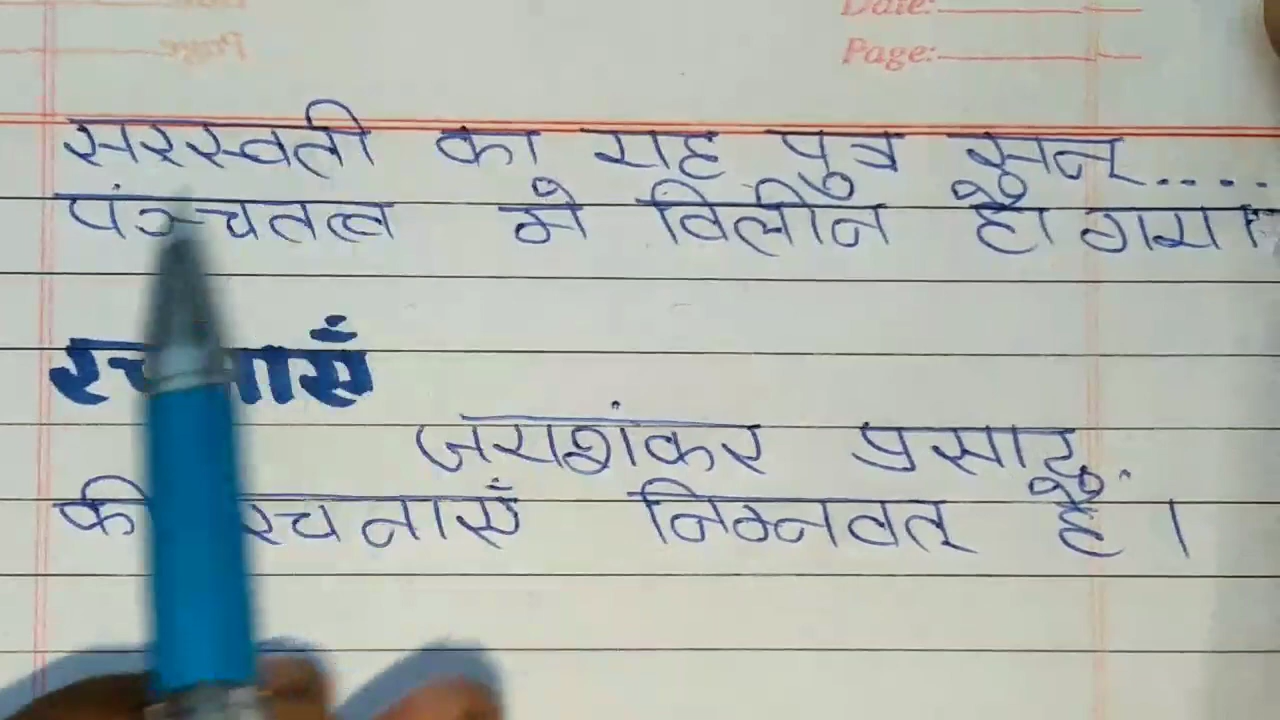 Date:
Page:
सरस्वती का यह पुत्र सन्....
पंञ्चतत्व मे विलीन हो गया।
रचनाएँ
जयशंकर प्रसाद
की रचनाएँ निम्नवत् है।